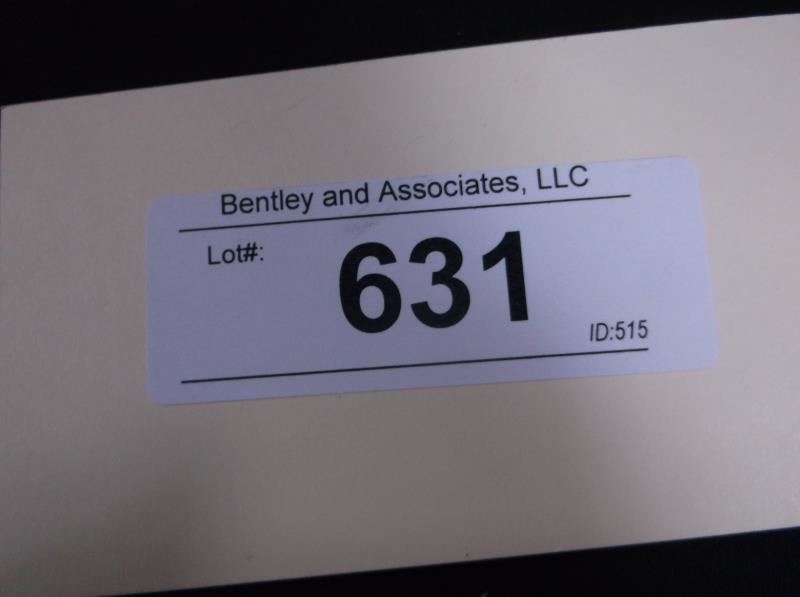 Bentley and Associates, LLC
Lot#:
631
ID:515